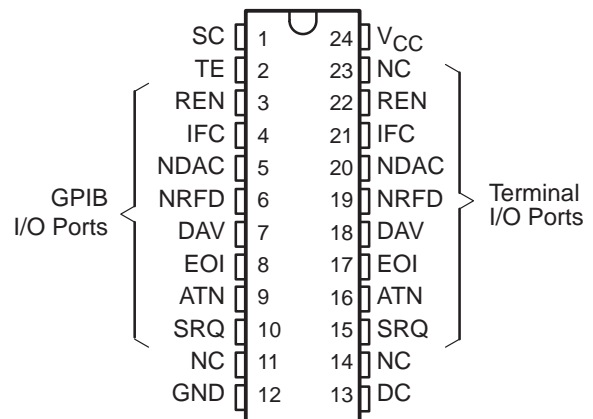 SC 1 24 VCC
TE 2 23 NC
REN 3 22 REN
IFC 4 21 IFC
NDAC 5 20 NDAC
NRFD 6 19 NRFD
DAV 7 18 DAV
EOI 8 17 EOI
ATN 9 16 ATN
SRQ 10 15 SRQ
NC 11 14 NC
GND 12 13 DC
GPIB
I/O Ports
Terminal
I/O Ports